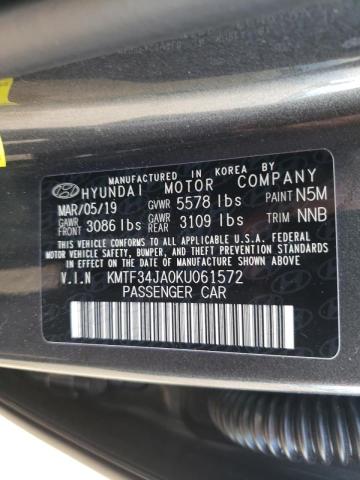 MANUFACTURED IN KOREA BY
HYUNDAI MOTOR COMPANY
MAR/05/19 GVWR 5578 lbs PAINT N5M
GAWR FRONT 3086 lbs GAWR REAR 3109 lbs TRIM NNB
THIS VEHICLE CONFORMS TO ALL APPLICABLE U.S.A.
FEDERAL MOTOR VEHICLE SAFETY, BUMPER, AND
THEFT PREVENTION STANDARDS IN EFFECT ON THE
DATE OF MANUFACTURE SHOWN ABOVE.
V.I.N KMTF34JA0KU061572
PASSENGER CAR